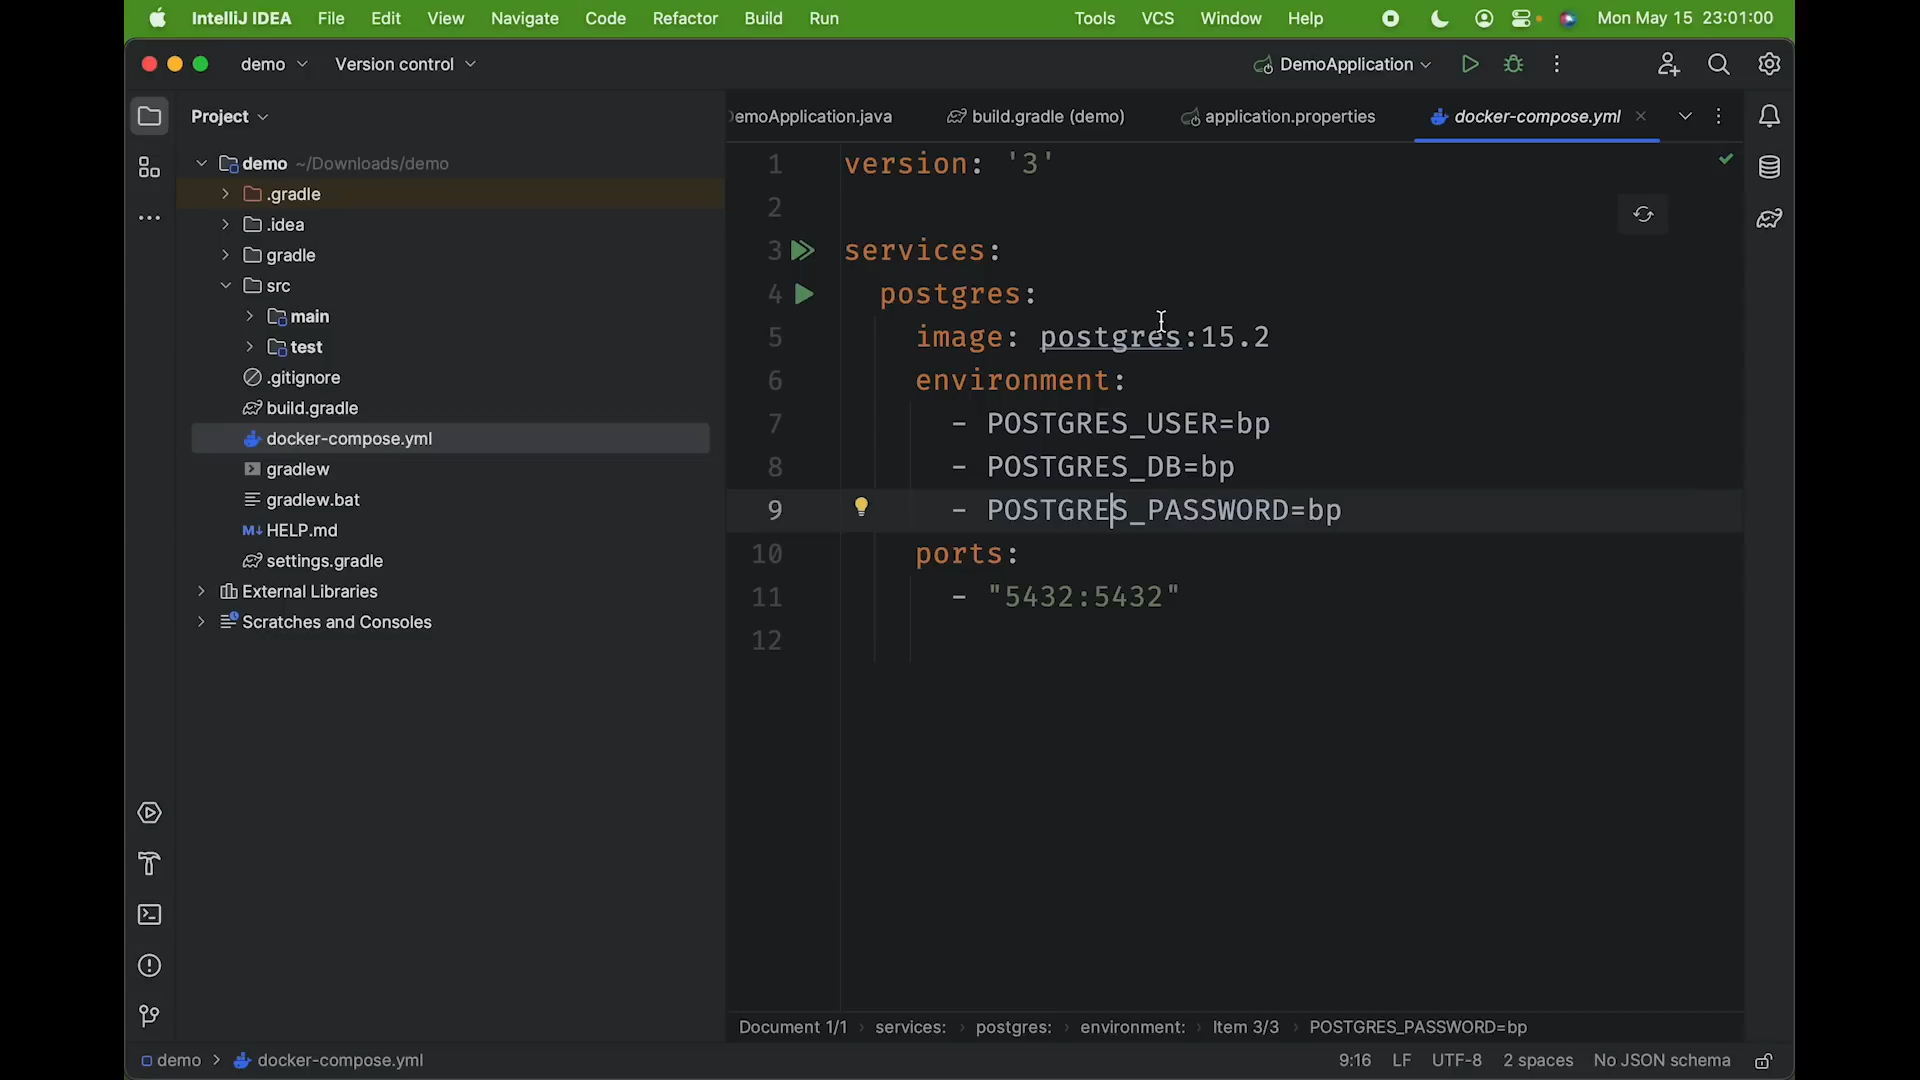 IntelliJ IDEA File Edit View Navigate Code Refactor Build Run Tools VCS Window Help Mon May 15 23:01:00
demo Version control DemoApplication
Project
emoApplication.java build.gradle (demo) application.properties docker-compose.yml
demo ~/Downloads/demo
.gradle
.idea
gradle
src
main
test
.gitignore
build.gradle
docker-compose.yml
gradlew
gradlew.bat
M↓ HELP.md
settings.gradle
External Libraries
Scratches and Consoles
1 version: '3'
2
3 services:
4 postgres:
5 image: postgres:15.2
6 environment:
7 - POSTGRES_USER=bp
8 - POSTGRES_DB=bp
9 - POSTGRES_PASSWORD=bp
10 ports:
11 - "5432:5432"
12
Document 1/1 › services: › postgres: › environment: › Item 3/3 › POSTGRES_PASSWORD=bp
demo > docker-compose.yml 9:16 LF UTF-8 2 spaces No JSON schema